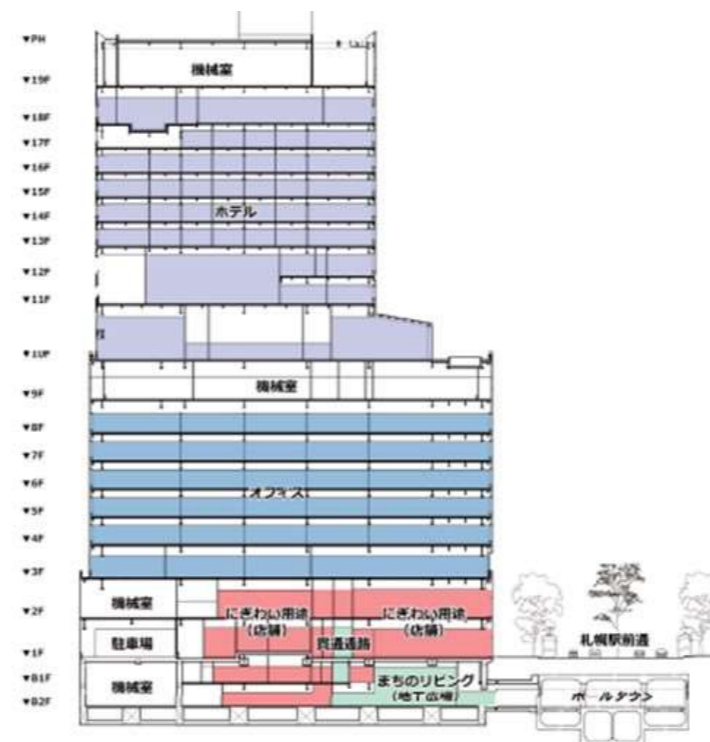 ▼PH
機械室
▼19F
▼18F
▼17F
▼16F
▼15F
▼14F
ホテル
▼13F
▼12F
▼11F
▼10F
機械室
▼9F
▼8F
▼7F
▼6F
オフィス
▼5F
▼4F
▼3F
機械室
にぎわい用途
(店舗)
にぎわい用途
(店舗)
▼2F
駐車場
貫通通路
札幌駅前通
▼1F
▼B1F
機械室
まちのリビング
(地下広場)
ポールタウン
▼B2F